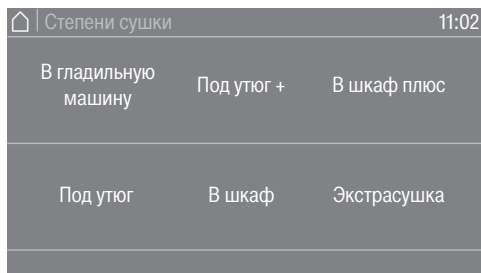 Степени сушки 11:02
В гладильную
машину
Под утюг +
В шкаф плюс
Под утюг
В шкаф
Экстрасушка